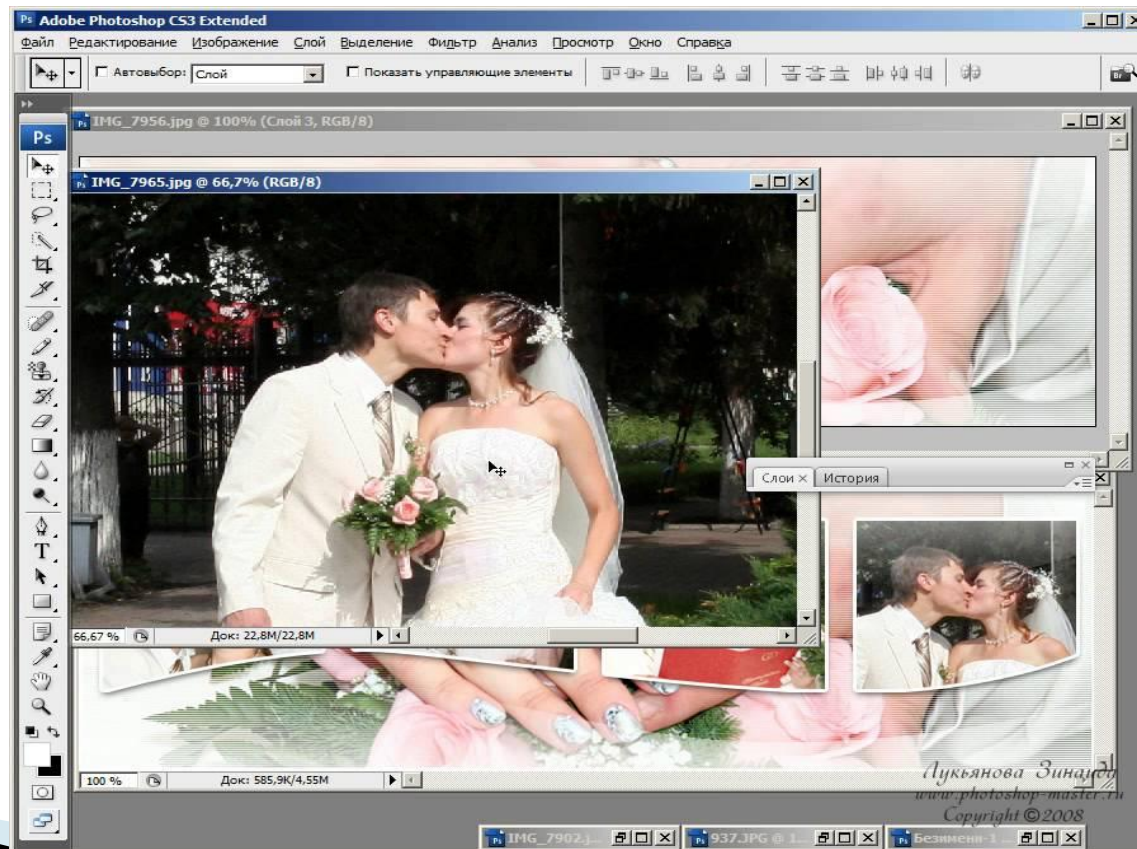 Ps Adobe Photoshop CS3 Extended
Файл Редактирование Изображение Слой Выделение Фильтр Анализ Просмотр Окно Справка
Автовыбор: Слой Показать управляющие элементы
IMG_7956.jpg @ 100% (Слой 3, RGB/8)
Ps
IMG_7965.jpg @ 66,7% (RGB/8)
Слои × История
66,67 % Док: 22,8M/22,8M
100 % Док: 585,9K/4,55M
Лукьянова Зинаида
www.photoshop-master.ru
Copyright © 2008
IMG_7902.j... 937.JPG @ 1... Безимени-1 ...